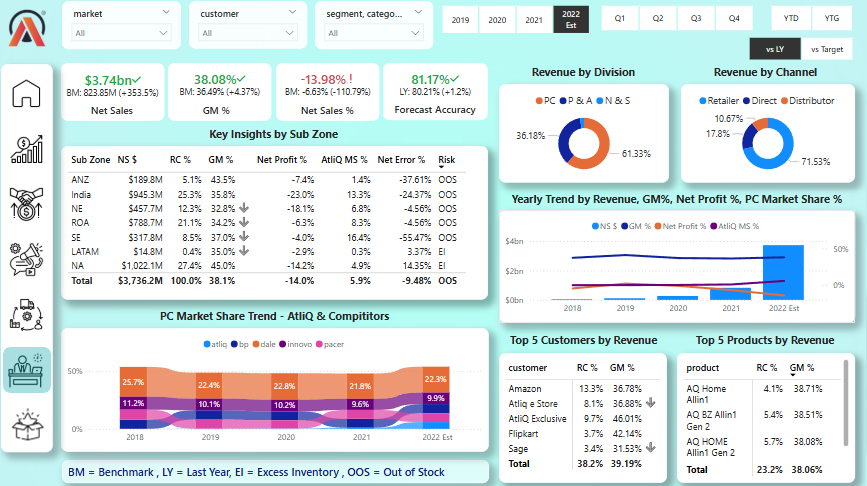 market
All
customer
All
segment, catego...
All
2019
2020
2021
2022
Est
Q1
Q2
Q3
Q4
YTD
YTG
vs LY
vs Target
$3.74bn
BM: 823.85M (+353.5%)
Net Sales
38.08%
BM: 36.49% (+4.37%)
GM %
-13.98% !
BM: -6.63% (-110.79%)
Net Sales %
81.17%
LY: 80.21% (+1.2%)
Forecast Accuracy
Key Insights by Sub Zone
Sub Zone NS $ RC % GM % Net Profit % AtliQ MS % Net Error % Risk
ANZ $189.8M 5.1% 43.5% -7.4% 1.4% -37.61% OOS
India $945.3M 25.3% 35.8% -23.0% 13.3% -24.37% OOS
NE $457.7M 12.3% 32.8% -18.1% 6.8% -4.56% OOS
ROA $788.7M 21.1% 34.2% -6.3% 8.3% -4.56% OOS
SE $317.8M 8.5% 37.0% -4.0% 16.4% -55.47% OOS
LATAM $14.8M 0.4% 35.0% -2.9% 0.3% 3.37% EI
NA $1,022.1M 27.4% 45.0% -14.2% 4.9% 14.35% EI
Total $3,736.2M 100.0% 38.1% -14.0% 5.9% -9.48% OOS
Revenue by Division
PC P & A N & S
36.18%
61.33%
Revenue by Channel
Retailer Direct Distributor
10.67%
17.8%
71.53%
Yearly Trend by Revenue, GM%, Net Profit %, PC Market Share %
NS $ GM % Net Profit % AtliQ MS %
$4bn
$2bn
$0bn
50%
0%
2018 2019 2020 2021 2022 Est
PC Market Share Trend - AtliQ & Compititors
atliq bp dale innovo pacer
50%
0%
25.7% 22.4% 22.8% 21.8% 22.3%
11.2% 10.1% 10.2% 9.6% 9.9%
2018 2019 2020 2021 2022 Est
Top 5 Customers by Revenue
customer RC % GM %
Amazon 13.3% 36.78%
Atliq e Store 8.1% 36.88%
AtliQ Exclusive 9.7% 46.01%
Flipkart 3.7% 42.14%
Sage 3.4% 31.53%
Total 38.2% 39.19%
Top 5 Products by Revenue
product RC % GM %
AQ Home 4.1% 38.71%
Allin1
AQ BZ Allin1 5.4% 38.51%
Gen 2
AQ HOME 5.7% 38.08%
Allin1 Gen 2
Total 23.2% 38.06%
BM = Benchmark , LY = Last Year, EI = Excess Inventory , OOS = Out of Stock